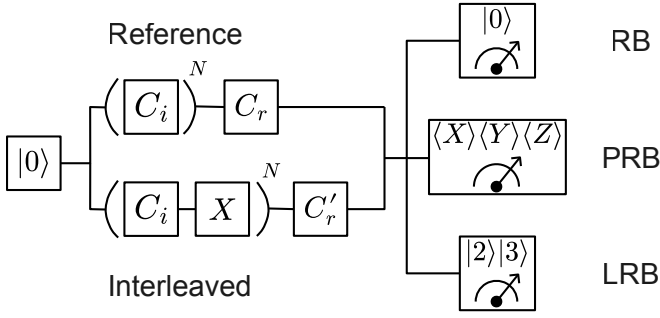 Reference
|0⟩
( C_i )^N C_r
( C_i X )^N C'_r
Interleaved
|0⟩
RB
⟨X⟩⟨Y⟩⟨Z⟩
PRB
|2⟩|3⟩
LRB